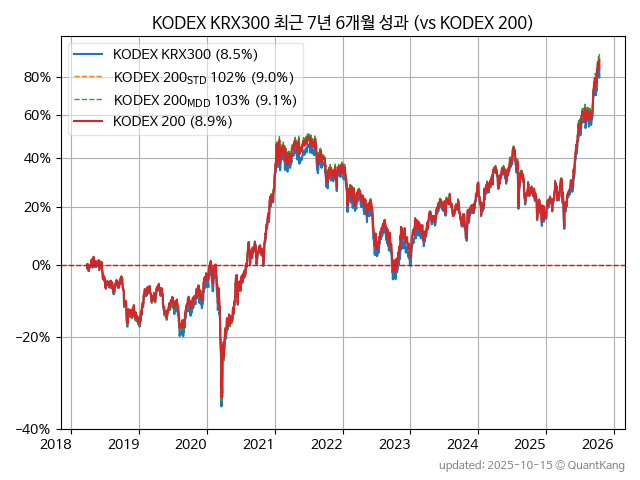 KODEX KRX300 최근 7년 6개월 성과 (vs KODEX 200)
KODEX KRX300 (8.5%)
KODEX 200STD 102% (9.0%)
KODEX 200MDD 103% (9.1%)
KODEX 200 (8.9%)
80%
60%
40%
20%
0%
−20%
−40%
2018 2019 2020 2021 2022 2023 2024 2025 2026
updated: 2025-10-15 © QuantKang